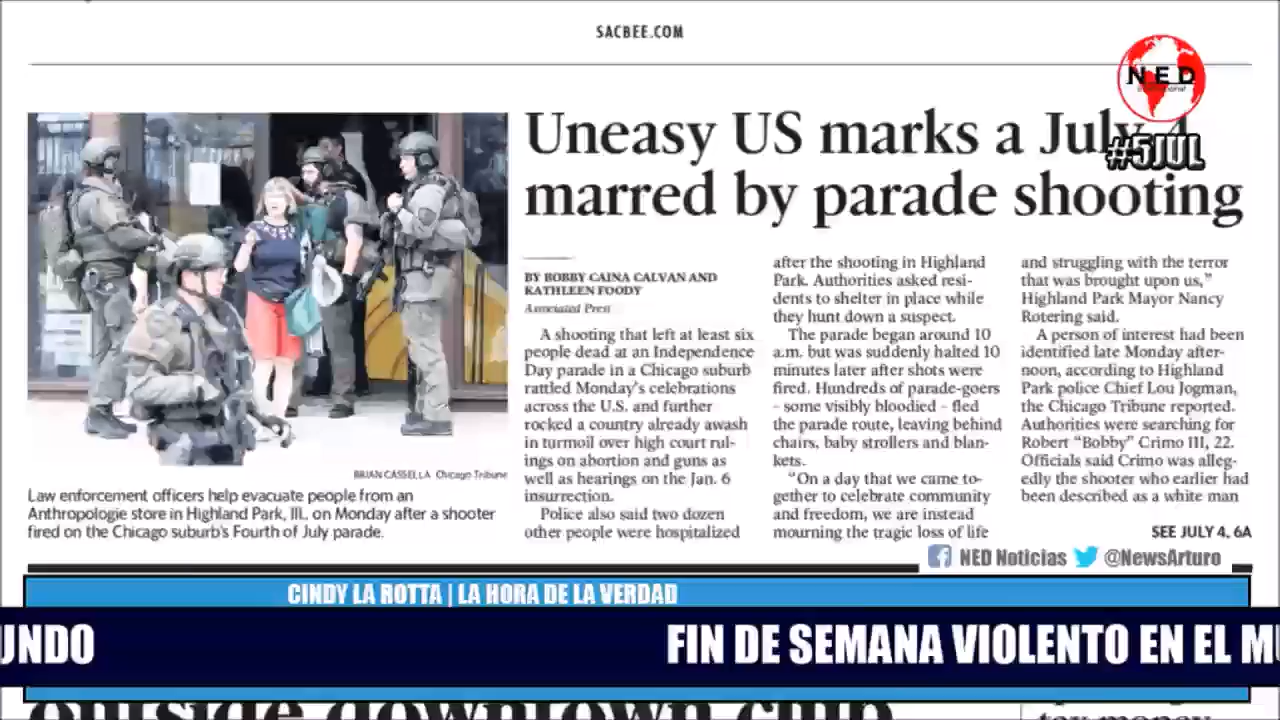 SACBEE.COM
NED
#5JUL
Uneasy US marks a July 4
marred by parade shooting
BRIAN CASSELLA Chicago Tribune
Law enforcement officers help evacuate people from an
Anthropologie store in Highland Park, Ill., on Monday after a shooter
fired on the Chicago suburb's Fourth of July parade.
BY BOBBY CAINA CALVAN AND
KATHLEEN FOODY
Associated Press
A shooting that left at least six
people dead at an Independence
Day parade in a Chicago suburb
rattled Monday's celebrations
across the U.S. and further
rocked a country already awash
in turmoil over high court rul-
ings on abortion and guns as
well as hearings on the Jan. 6
insurrection.
Police also said two dozen
other people were hospitalized
after the shooting in Highland
Park. Authorities asked resi-
dents to shelter in place while
they hunt down a suspect.
The parade began around 10
a.m. but was suddenly halted 10
minutes later after shots were
fired. Hundreds of parade-goers
– some visibly bloodied – fled
the parade route, leaving behind
chairs, baby strollers and blan-
kets.
"On a day that we came to-
gether to celebrate community
and freedom, we are instead
mourning the tragic loss of life
and struggling with the terror
that was brought upon us,"
Highland Park Mayor Nancy
Rotering said.
A person of interest had been
identified late Monday after-
noon, according to Highland
Park police Chief Lou Jogman,
the Chicago Tribune reported.
Authorities were searching for
Robert "Bobby" Crimo III, 22.
Officials said Crimo was alleg-
edly the shooter who earlier had
been described as a white man
SEE JULY 4, 6A
NED Noticias @NewsArturo
CINDY LA ROTTA | LA HORA DE LA VERDAD
UNDO FIN DE SEMANA VIOLENTO EN EL MU
outside downtown club
tax money